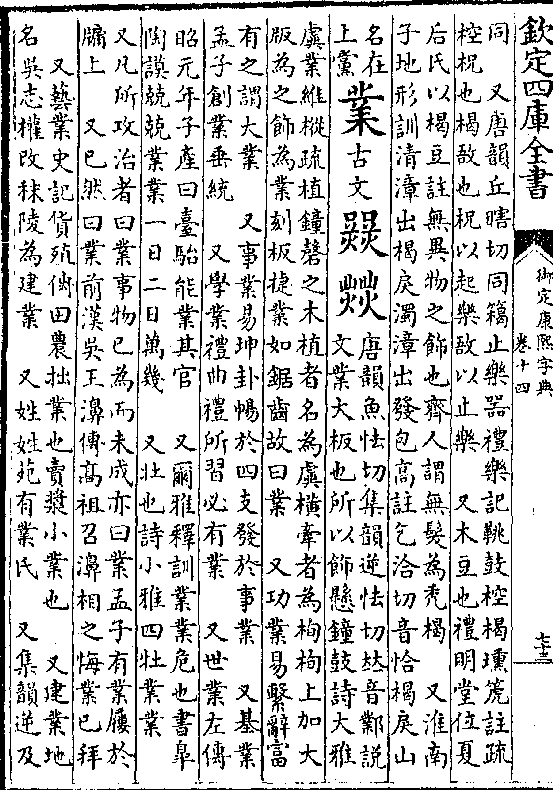 欽定四庫全書
御定康熙字典
卷十四
七十三
同　又唐韻丘瞎切同籀止樂器禮樂記鞉鼓椌楬壎箎註疏
椌柷也楬敔也柷以起樂敔以止樂　又木豆也禮明堂位夏
后氏以楬豆註無異物之飾也齊人謂無髮為禿楬　又淮南
子地形訓清漳出楬戾濁漳出發包高註乞洽切音恰楬戾山
名在
上黨
業
古文
唐韻魚怯切集韻逆怯切𠀤音鄴說
文業大板也所以飾懸鐘鼓詩大雅
虡業維樅疏植鐘磬之木植者名為虡橫牽者為栒栒上加大
版為之飾為業刻板捷業如鋸齒故曰業　又功業易繫辭富
有之謂大業　又事業易坤卦暢於四支發於事業　又基業
孟子創業垂統　又學業禮曲禮所習必有業　又世業左傳
昭元年子產曰臺駘能業其官　又爾雅釋訓業業危也書臯
陶謨兢兢業業一日二日萬幾　又壯也詩小雅四牡業業
又凡所攻治者曰業事物已為而未成亦曰業孟子有業屨於
牖上　又已然曰業前漢吳王濞傳高祖召濞相之悔業已拜
又藝業史記貨殖傳田農拙業也賣漿小業也　又建業地
名吳志權改秣陵為建業　又姓姓苑有業氏　又集韻逆及